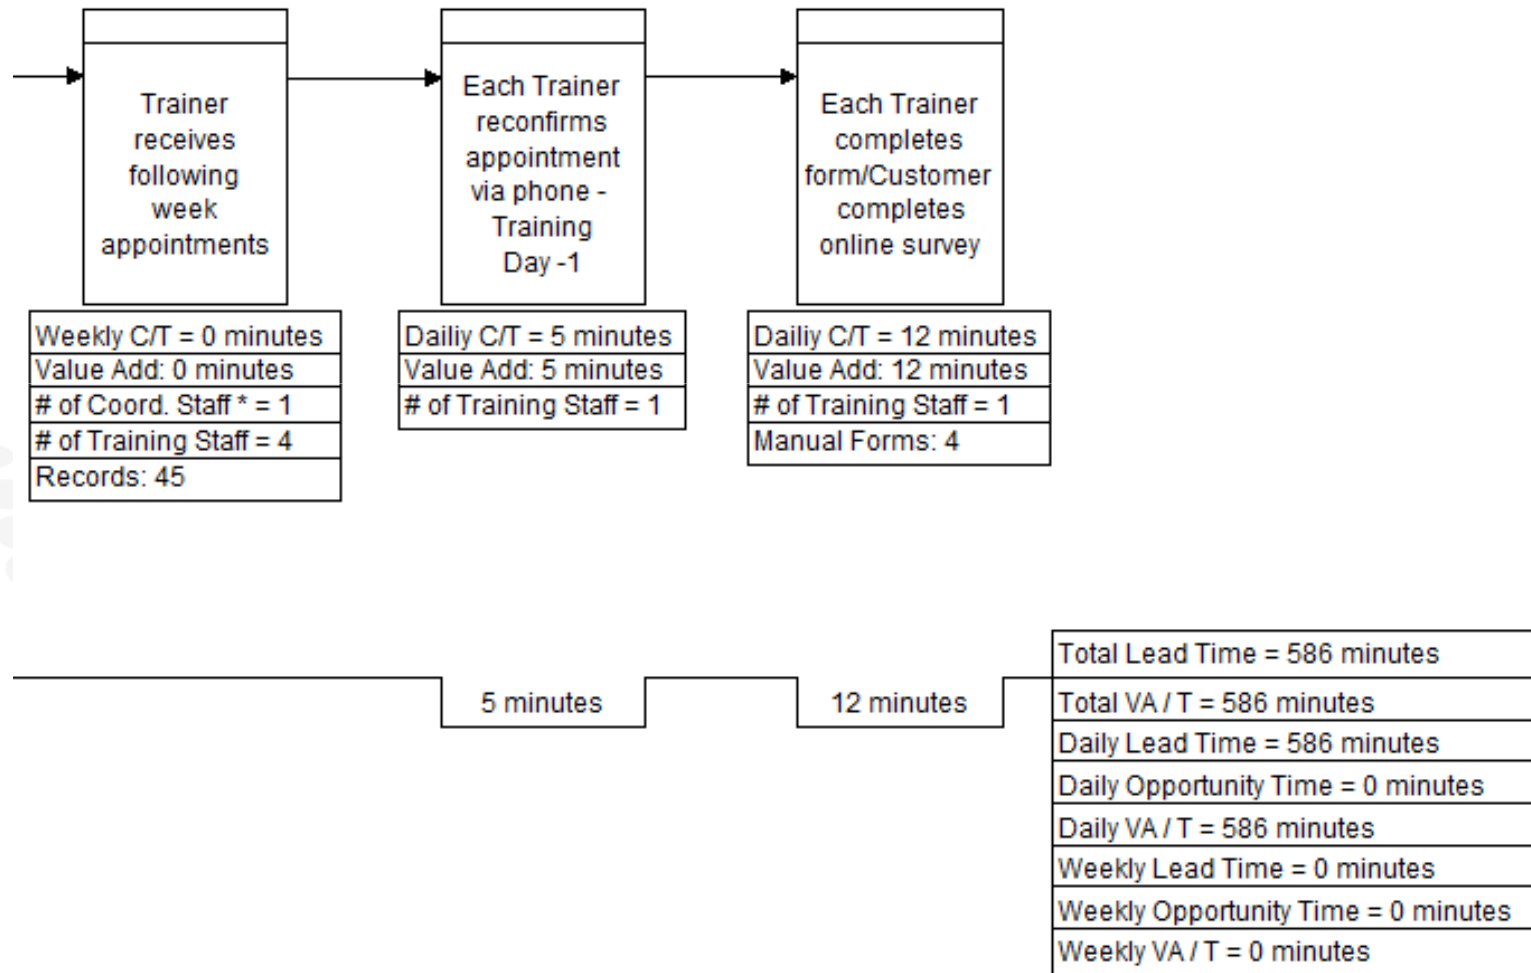 Trainer
receives
following
week
appointments
Each Trainer
reconfirms
appointment
via phone -
Training
Day -1
Each Trainer
completes
form/Customer
completes
online survey
Weekly C/T = 0 minutes
Value Add: 0 minutes
# of Coord. Staff * = 1
# of Training Staff = 4
Records: 45
Dailiy C/T = 5 minutes
Value Add: 5 minutes
# of Training Staff = 1
Dailiy C/T = 12 minutes
Value Add: 12 minutes
# of Training Staff = 1
Manual Forms: 4
5 minutes
12 minutes
Total Lead Time = 586 minutes
Total VA / T = 586 minutes
Daily Lead Time = 586 minutes
Daily Opportunity Time = 0 minutes
Daily VA / T = 586 minutes
Weekly Lead Time = 0 minutes
Weekly Opportunity Time = 0 minutes
Weekly VA / T = 0 minutes